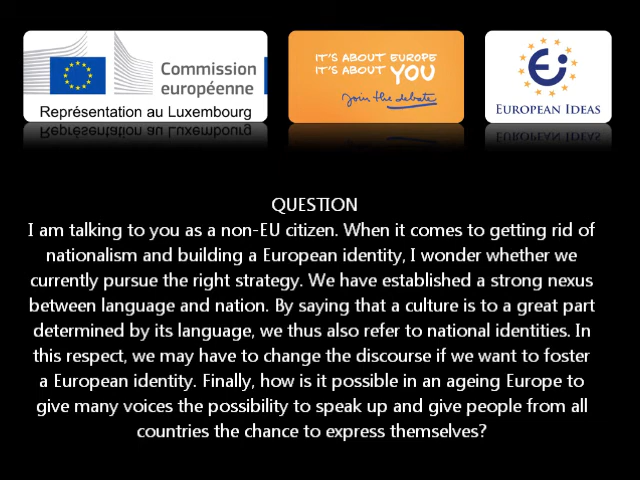 Commission
européenne
Représentation au Luxembourg
IT'S ABOUT EUROPE
IT'S ABOUT YOU
Join the debate
EUROPEAN IDEAS
QUESTION
I am talking to you as a non-EU citizen. When it comes to getting rid of
nationalism and building a European identity, I wonder whether we
currently pursue the right strategy. We have established a strong nexus
between language and nation. By saying that a culture is to a great part
determined by its language, we thus also refer to national identities. In
this respect, we may have to change the discourse if we want to foster
a European identity. Finally, how is it possible in an ageing Europe to
give many voices the possibility to speak up and give people from all
countries the chance to express themselves?